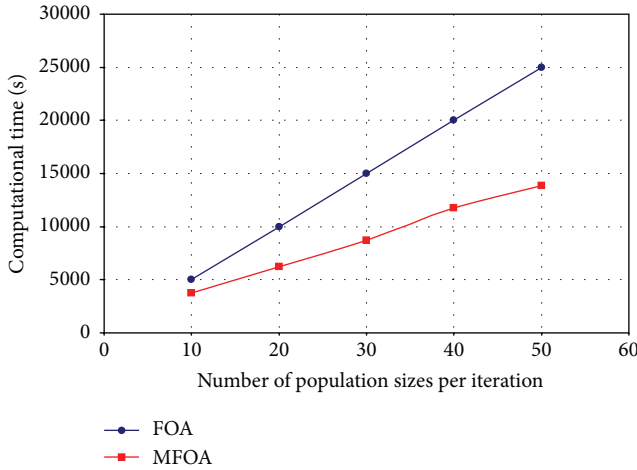 30000
25000
20000
15000
10000
5000
0
Computational time (s)
0 10 20 30 40 50 60
Number of population sizes per iteration
FOA
MFOA